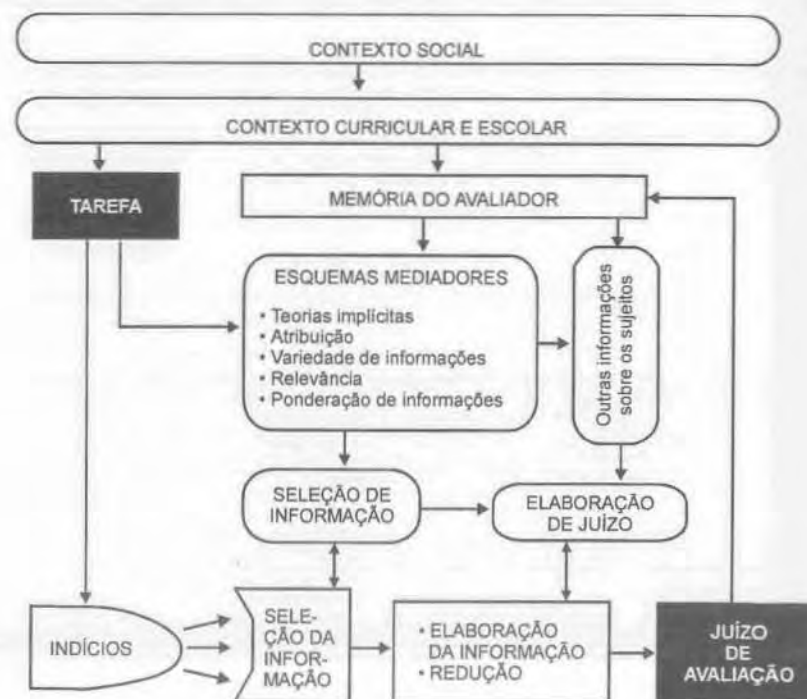 CONTEXTO SOCIAL
CONTEXTO CURRICULAR E ESCOLAR
TAREFA
MEMÓRIA DO AVALIADOR
ESQUEMAS MEDIADORES
• Teorias implícitas
• Atribuição
• Variedade de informações
• Relevância
• Ponderação de informações
Outras informações
sobre os sujeitos
SELEÇÃO DE
INFORMAÇÃO
ELABORAÇÃO
DE JUÍZO
INDÍCIOS
SELE-
ÇÃO DA
INFOR-
MAÇÃO
• ELABORAÇÃO
DA INFORMAÇÃO
• REDUÇÃO
JUÍZO
DE
AVALIAÇÃO